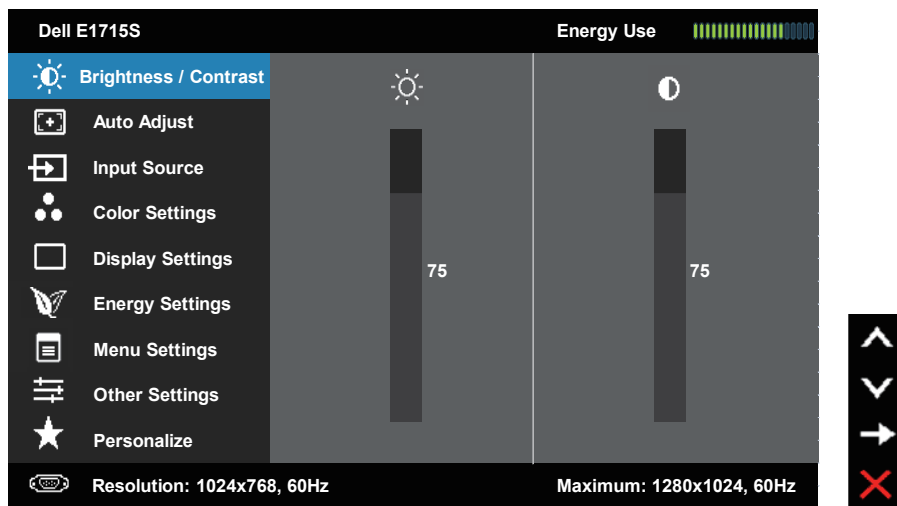 Dell E1715S
Energy Use
Brightness / Contrast
Auto Adjust
Input Source
Color Settings
Display Settings
75
75
Energy Settings
Menu Settings
Other Settings
Personalize
Resolution: 1024x768, 60Hz
Maximum: 1280x1024, 60Hz